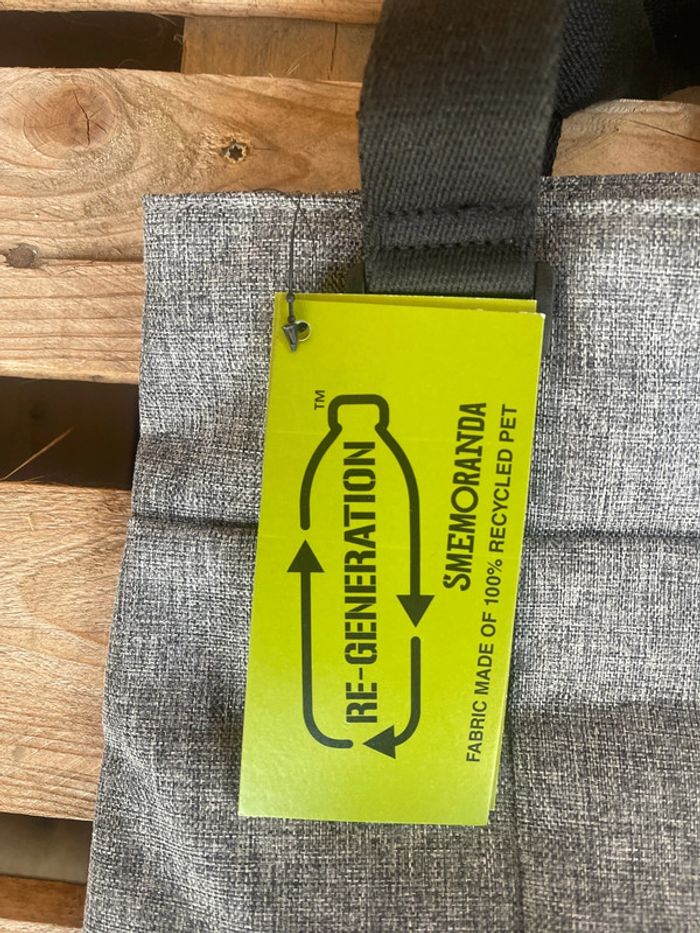 RE-GENERATION™
SMEMORANDA
FABRIC MADE OF 100% RECYCLED PET